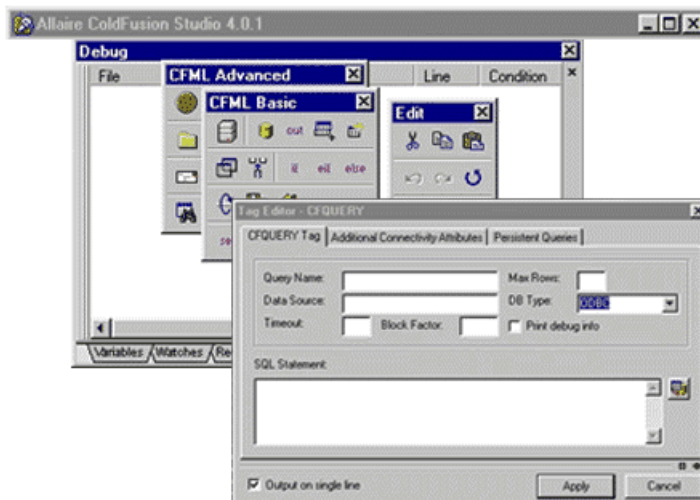 Allaire ColdFusion Studio 4.0.1
Debug
File Line Condition
CFML Advanced
CFML Basic
out
if eif else
Edit
Tag Editor - CFQUERY
CFQUERY Tag Additional Connectivity Attributes Persistent Queries
Query Name: Max Rows:
Data Source: DB Type: ODBC
Timeout: Block Factor: Print debug info
SQL Statement:
Variables Watches
Output on single line Apply Cancel